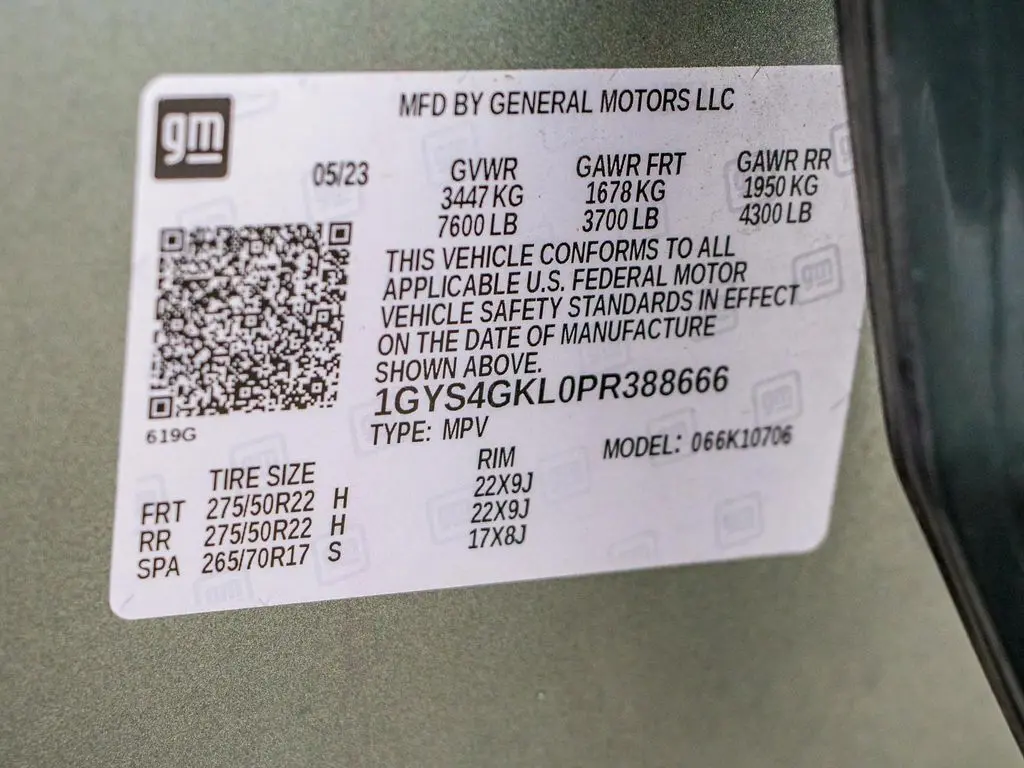 gm
MFD BY GENERAL MOTORS LLC
05/23
GVWR GAWR FRT GAWR RR
3447 KG 1678 KG 1950 KG
7600 LB 3700 LB 4300 LB
THIS VEHICLE CONFORMS TO ALL
APPLICABLE U.S. FEDERAL MOTOR
VEHICLE SAFETY STANDARDS IN EFFECT
ON THE DATE OF MANUFACTURE
SHOWN ABOVE.
1GYS4GKL0PR388666
619G
TYPE: MPV
MODEL: 066K10706
TIRE SIZE RIM
FRT 275/50R22 H 22X9J
RR 275/50R22 H 22X9J
SPA 265/70R17 S 17X8J